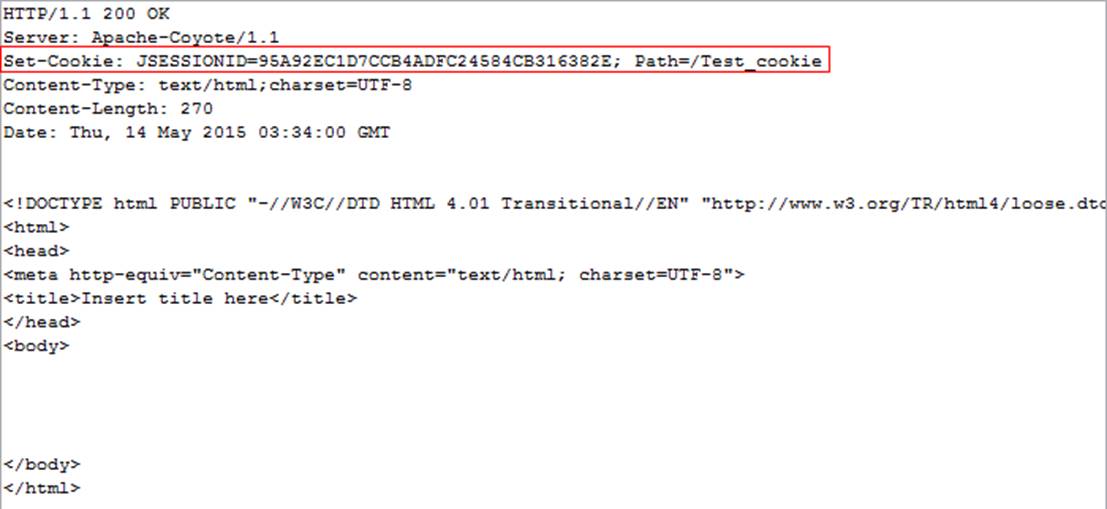 HTTP/1.1 200 OK
Server: Apache-Coyote/1.1
Set-Cookie: JSESSIONID=95A92EC1D7CCB4ADFC24584CB316382E; Path=/Test_cookie
Content-Type: text/html;charset=UTF-8
Content-Length: 270
Date: Thu, 14 May 2015 03:34:00 GMT
<!DOCTYPE html PUBLIC "-//W3C//DTD HTML 4.01 Transitional//EN" "http://www.w3.org/TR/html4/loose.dtd
<html>
<head>
<meta http-equiv="Content-Type" content="text/html; charset=UTF-8">
<title>Insert title here</title>
</head>
<body>
</body>
</html>